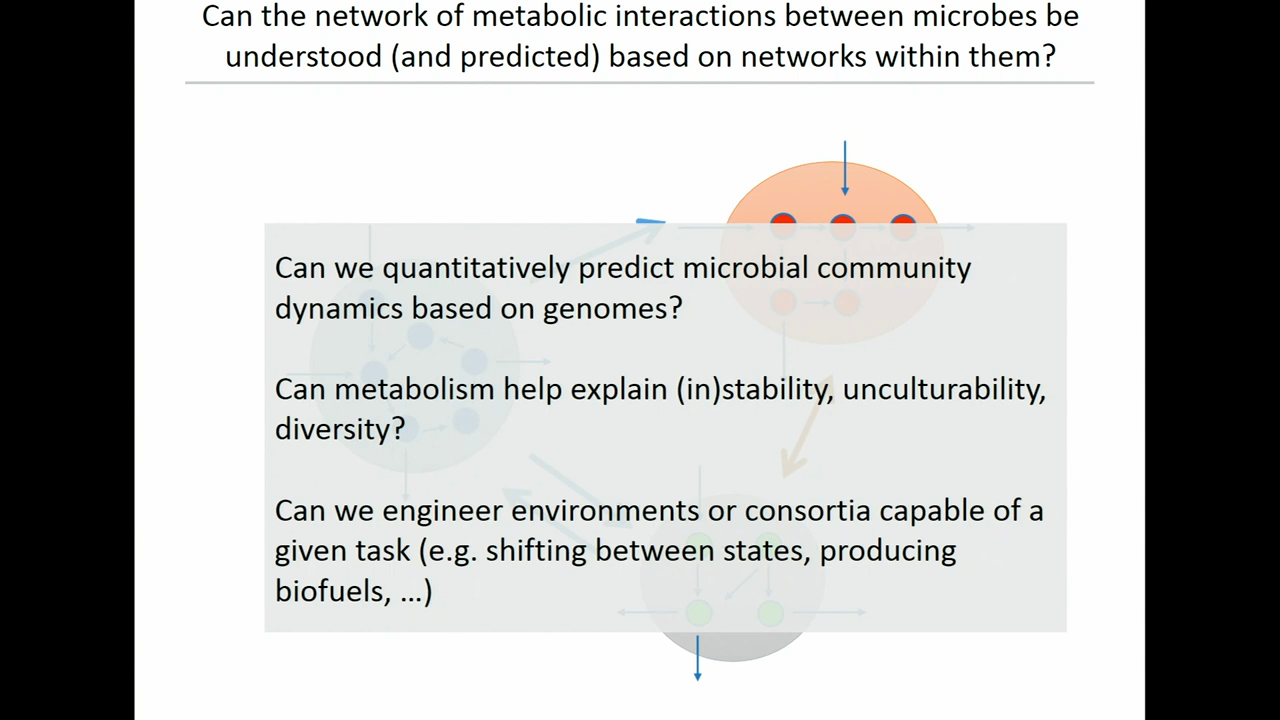 Can the network of metabolic interactions between microbes be
understood (and predicted) based on networks within them?
Can we quantitatively predict microbial community
dynamics based on genomes?
Can metabolism help explain (in)stability, unculturability,
diversity?
Can we engineer environments or consortia capable of a
given task (e.g. shifting between states, producing
biofuels, ...)